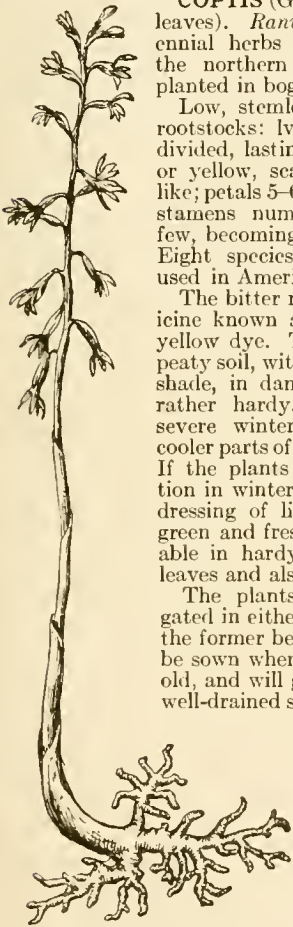 COPTIS (G
leaves). Ran
ennial herbs
the northern
planted in bog
Low, stemle
rootstocks: lv
divided, lastin
or yellow, sca
like; petals 5-6
stamens num
few, becoming
Eight species
used in Ameri
The bitter r
icine known a
yellow dye. T
peaty soil, wit
shade, in dan
rather hardy.
severe winter
cooler parts of
If the plants
tion in winter
dressing of li
green and fres
able in hardy
leaves and als
The plants
gated in eithe
the former be
be sown when
old, and will g
well-drained s